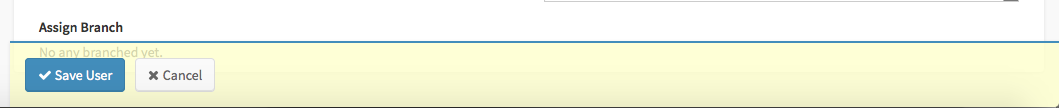 Assign Branch
No any branched yet.
Save User
Cancel